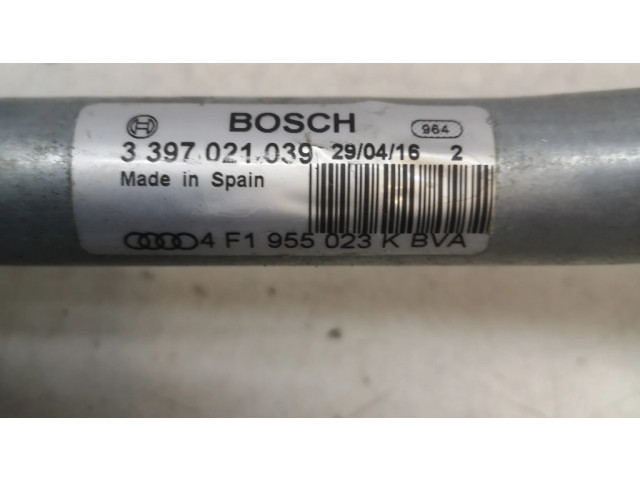 BOSCH 964
3 397 021 039 29/04/16 2
Made in Spain
4 F1 955 023 K BVA